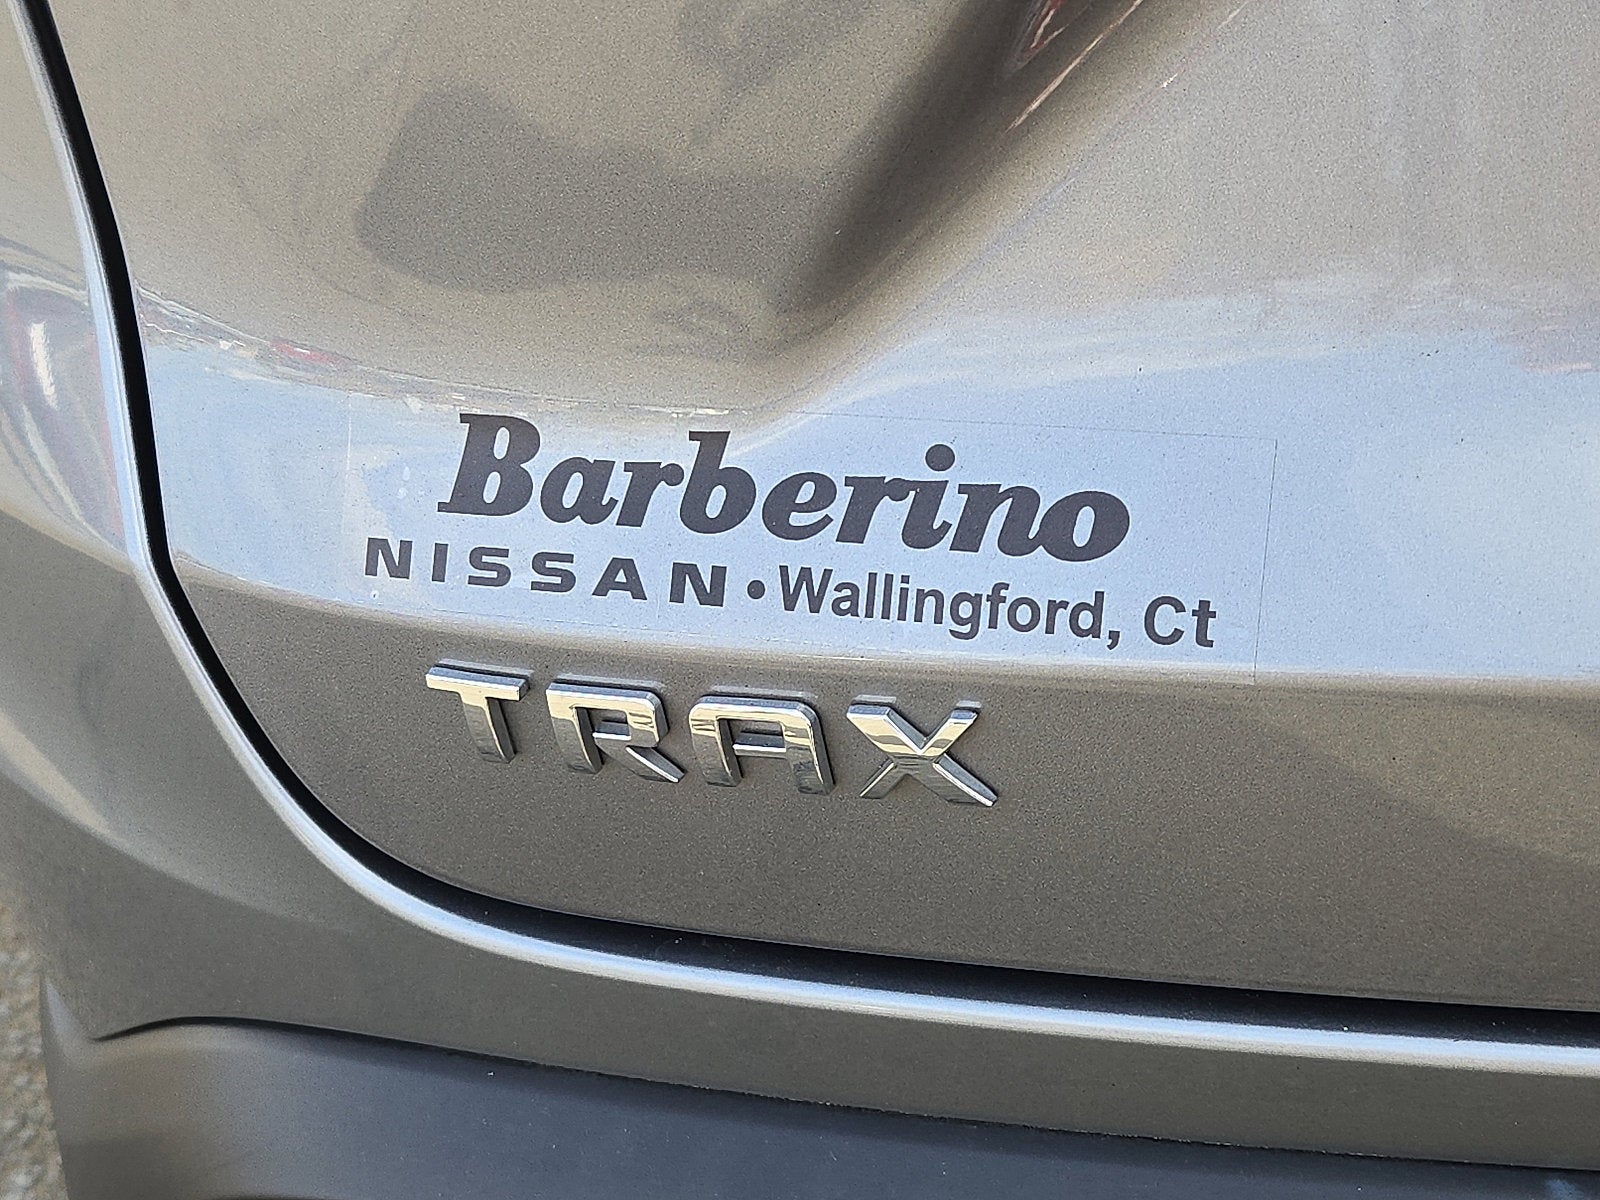 Barberino
NISSAN • Wallingford, Ct
TRAX